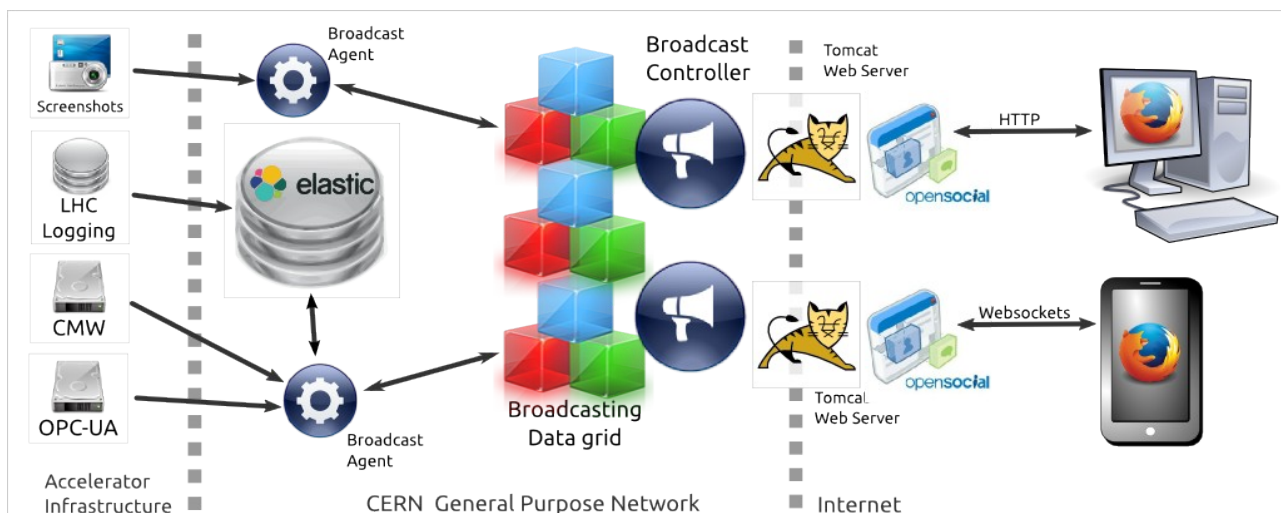 Screenshots
LHC
Logging
CMW
OPC-UA
Accelerator
Infrastructure
Broadcast
Agent
elastic
Broadcast
Agent
CERN General Purpose Network
Broadcasting
Data grid
Broadcast
Controller
Tomcat
Web Server
opensocial
HTTP
opensocial
Websockets
Tomcat
Web Server
Internet